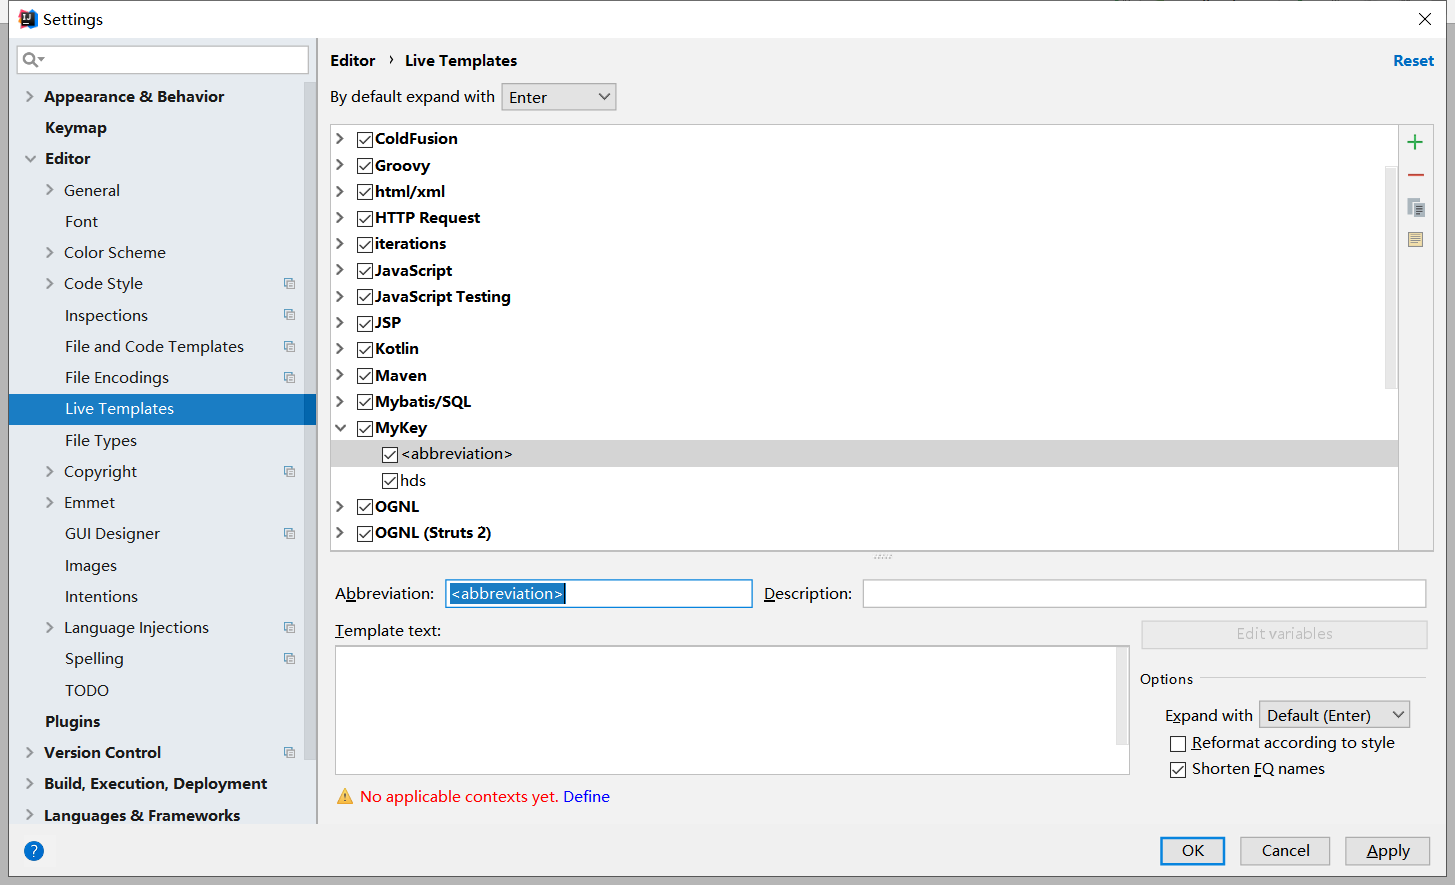 Settings
Editor › Live Templates
Reset
By default expand with Enter
Appearance & Behavior
Keymap
Editor
General
Font
Color Scheme
Code Style
Inspections
File and Code Templates
File Encodings
Live Templates
File Types
Copyright
Emmet
GUI Designer
Images
Intentions
Language Injections
Spelling
TODO
Plugins
Version Control
Build, Execution, Deployment
Languages & Frameworks
ColdFusion
Groovy
html/xml
HTTP Request
iterations
JavaScript
JavaScript Testing
JSP
Kotlin
Maven
Mybatis/SQL
MyKey
<abbreviation>
hds
OGNL
OGNL (Struts 2)
Abbreviation: <abbreviation> Description:
Template text:
Edit variables
Options
Expand with Default (Enter)
Reformat according to style
Shorten FQ names
No applicable contexts yet. Define
?
OK Cancel Apply